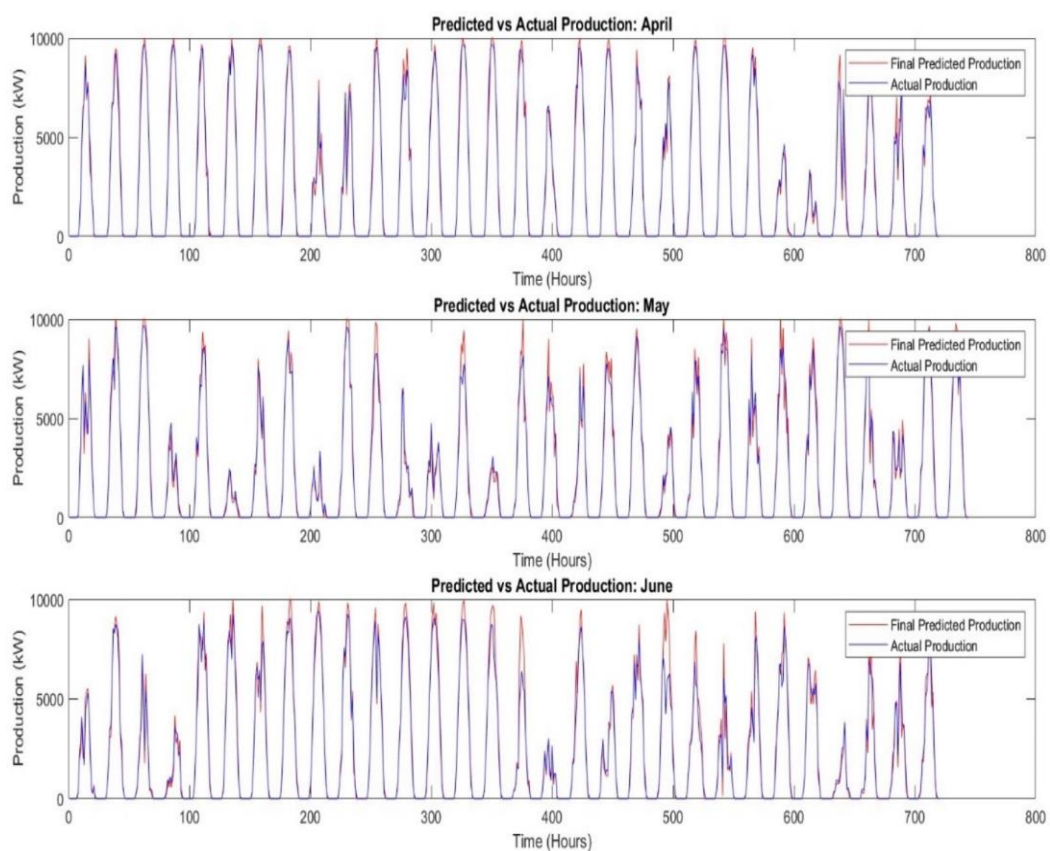 Predicted vs Actual Production: April
10000
5000
0
Production (kW)
Final Predicted Production
Actual Production
0 100 200 300 400 500 600 700 800
Time (Hours)
Predicted vs Actual Production: May
10000
5000
0
Production (kW)
Final Predicted Production
Actual Production
0 100 200 300 400 500 600 700 800
Time (Hours)
Predicted vs Actual Production: June
10000
5000
0
Production (kW)
Final Predicted Production
Actual Production
0 100 200 300 400 500 600 700 800
Time (Hours)